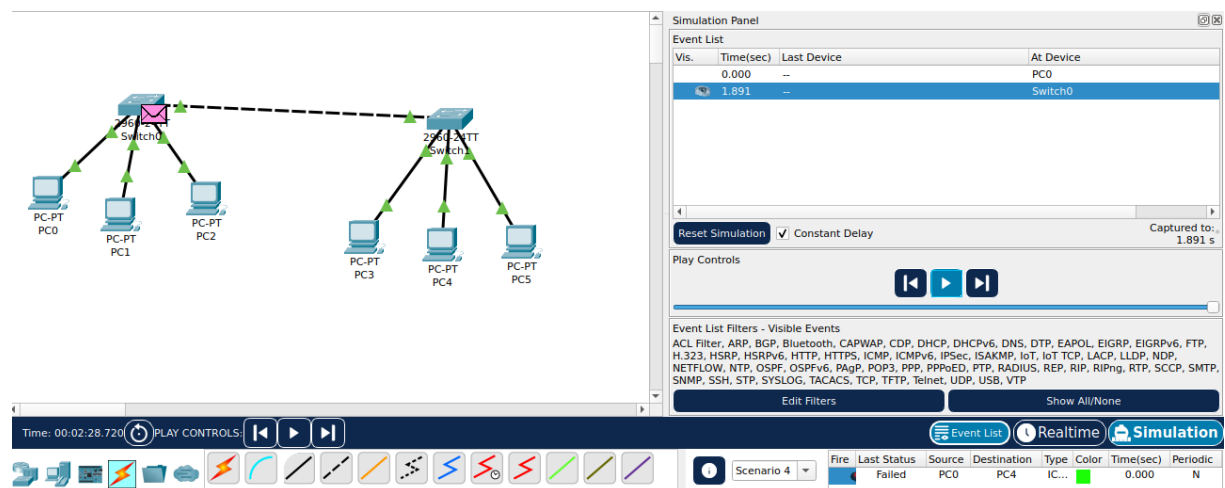 Simulation Panel
Event List
Vis. Time(sec) Last Device At Device
0.000 -- PC0
1.891 -- Switch0
2960-24TT
Switch0
2960-24TT
Switch1
PC-PT
PC0
PC-PT
PC1
PC-PT
PC2
PC-PT
PC3
PC-PT
PC4
PC-PT
PC5
Reset Simulation Constant Delay
Captured to:
1.891 s
Play Controls
Event List Filters - Visible Events
ACL Filter, ARP, BGP, Bluetooth, CAPWAP, CDP, DHCP, DHCPv6, DNS, DTP, EAPOL, EIGRP, EIGRPv6, FTP,
H.323, HSRP, HSRPv6, HTTP, HTTPS, ICMP, ICMPv6, IPSec, ISAKMP, IoT, IoT TCP, LACP, LLDP, NDP,
NETFLOW, NTP, OSPF, OSPFv6, PAgP, POP3, PPP, PPPoED, PTP, RADIUS, REP, RIP, RIPng, RTP, SCCP, SMTP,
SNMP, SSH, STP, SYSLOG, TACACS, TCP, TFTP, Telnet, UDP, USB, VTP
Edit Filters Show All/None
Time: 00:02:28.720 PLAY CONTROLS: Event List Realtime Simulation
Scenario 4
Fire Last Status Source Destination Type Color Time(sec) Periodic
Failed PC0 PC4 IC... 0.000 N